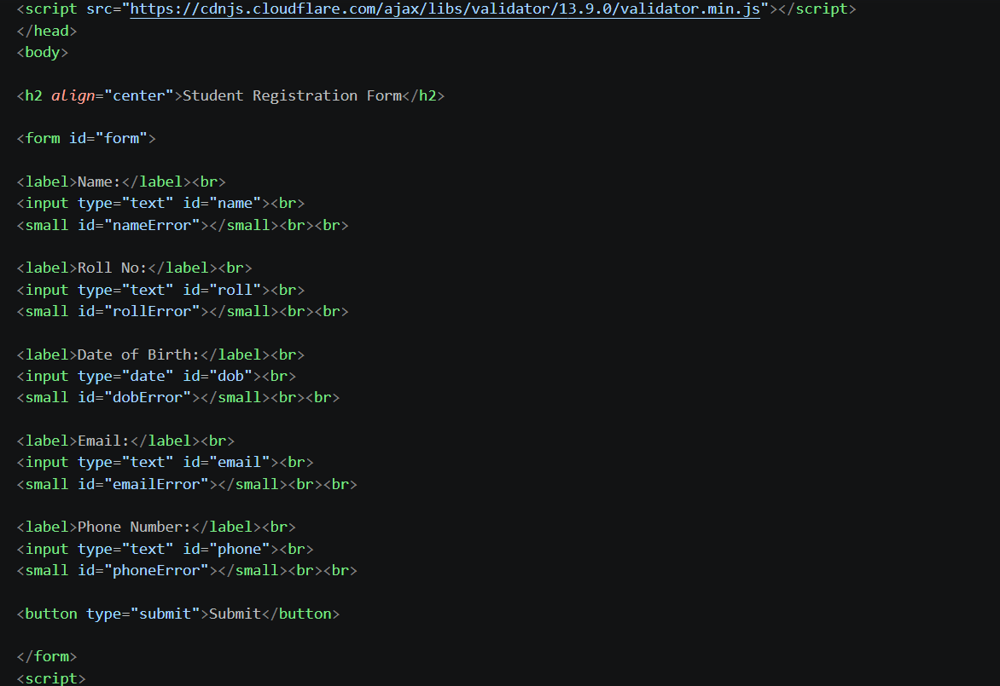 <script src="https://cdnjs.cloudflare.com/ajax/libs/validator/13.9.0/validator.min.js"></script>
</head>
<body>
<h2 align="center">Student Registration Form</h2>
<form id="form">
<label>Name:</label><br>
<input type="text" id="name"><br>
<small id="nameError"></small><br><br>
<label>Roll No:</label><br>
<input type="text" id="roll"><br>
<small id="rollError"></small><br><br>
<label>Date of Birth:</label><br>
<input type="date" id="dob"><br>
<small id="dobError"></small><br><br>
<label>Email:</label><br>
<input type="text" id="email"><br>
<small id="emailError"></small><br><br>
<label>Phone Number:</label><br>
<input type="text" id="phone"><br>
<small id="phoneError"></small><br><br>
<button type="submit">Submit</button>
</form>
<script>